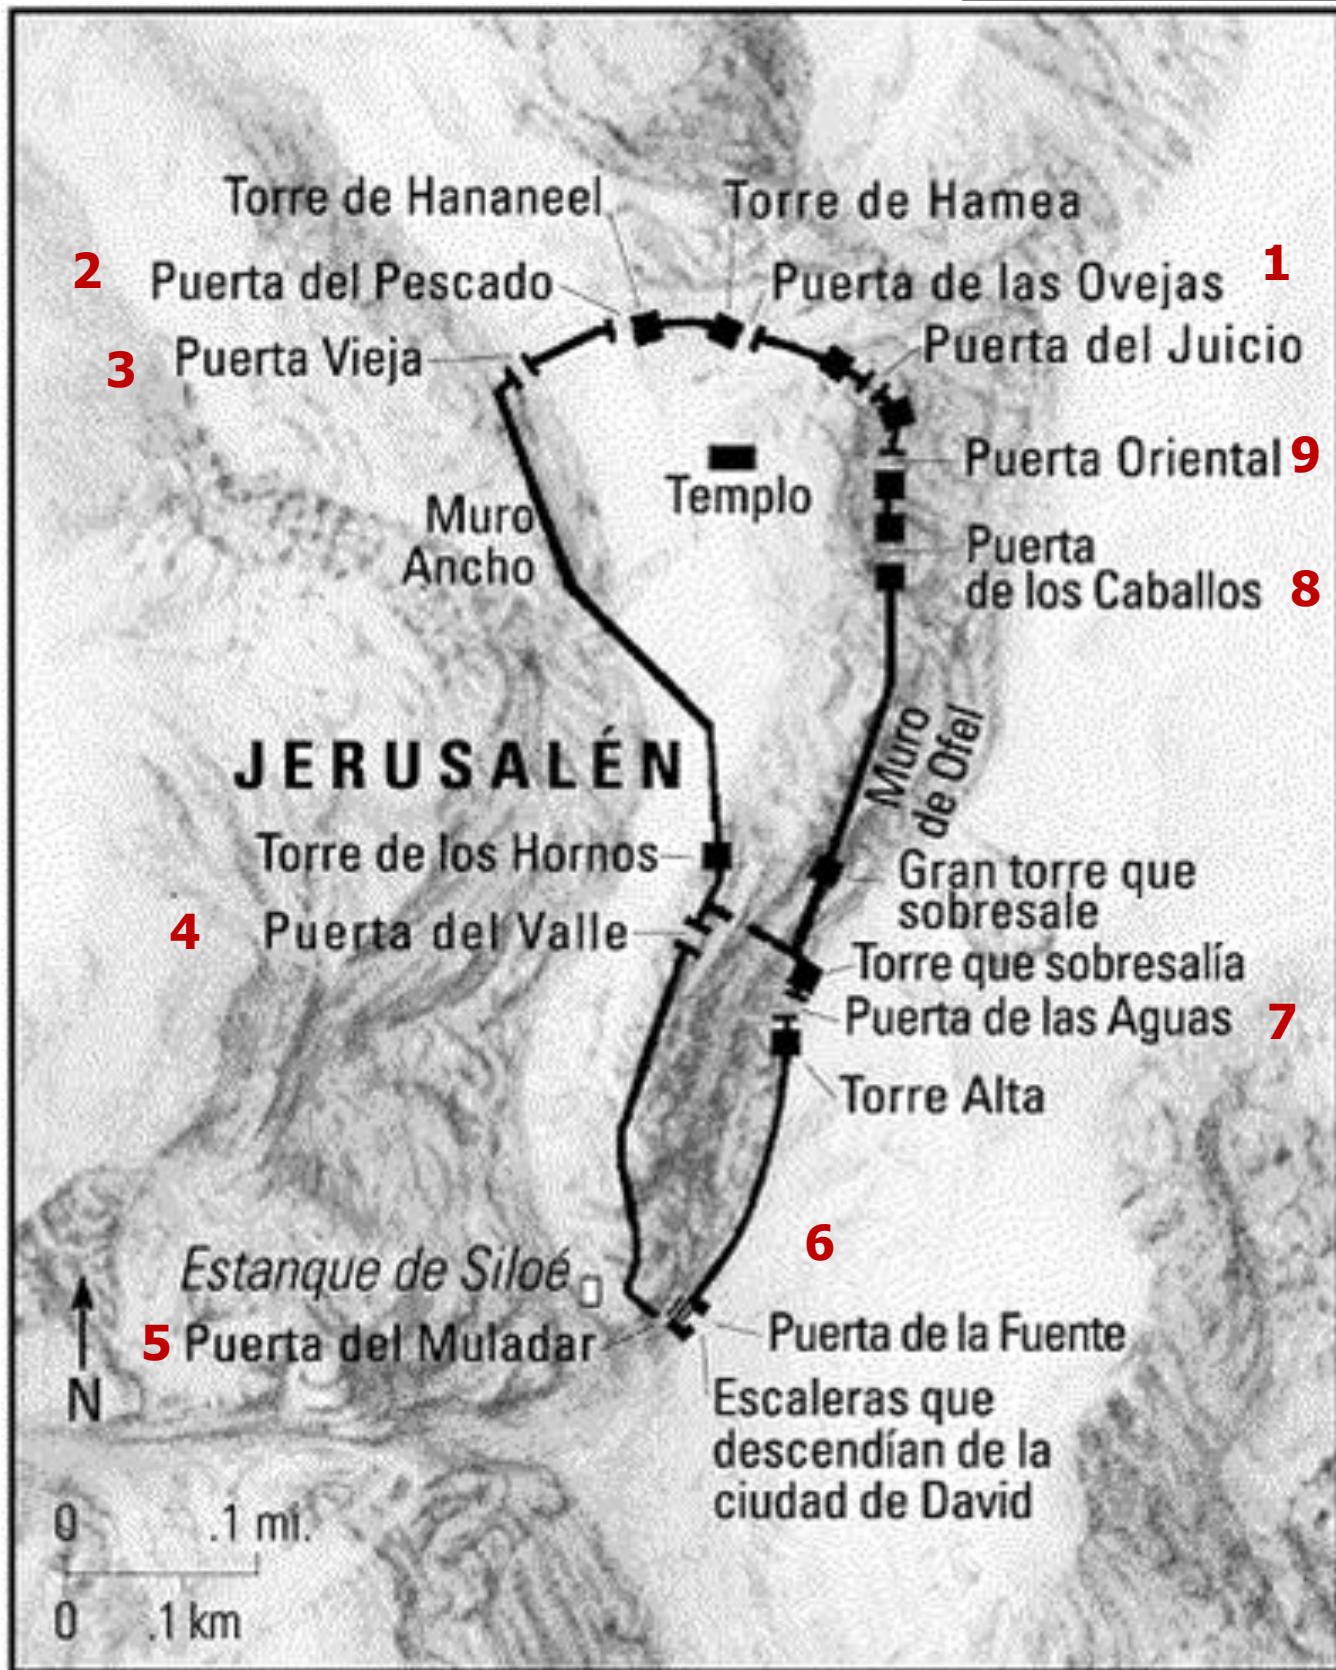 Torre de Hananeel
Torre de Hamea
2 Puerta del Pescado
Puerta de las Ovejas 1
3 Puerta Vieja
Puerta del Juicio
Puerta Oriental 9
Templo
Muro
Ancho
Puerta
de los Caballos 8
JERUSALÉN
Muro
de Ofel
Torre de los Hornos
Gran torre que
sobresale
4 Puerta del Valle
Torre que sobresalía
Puerta de las Aguas 7
Torre Alta
6
Estanque de Siloé
5 Puerta del Muladar
Puerta de la Fuente
Escaleras que
descendían de la
ciudad de David
N
0 .1 mi.
0 .1 km